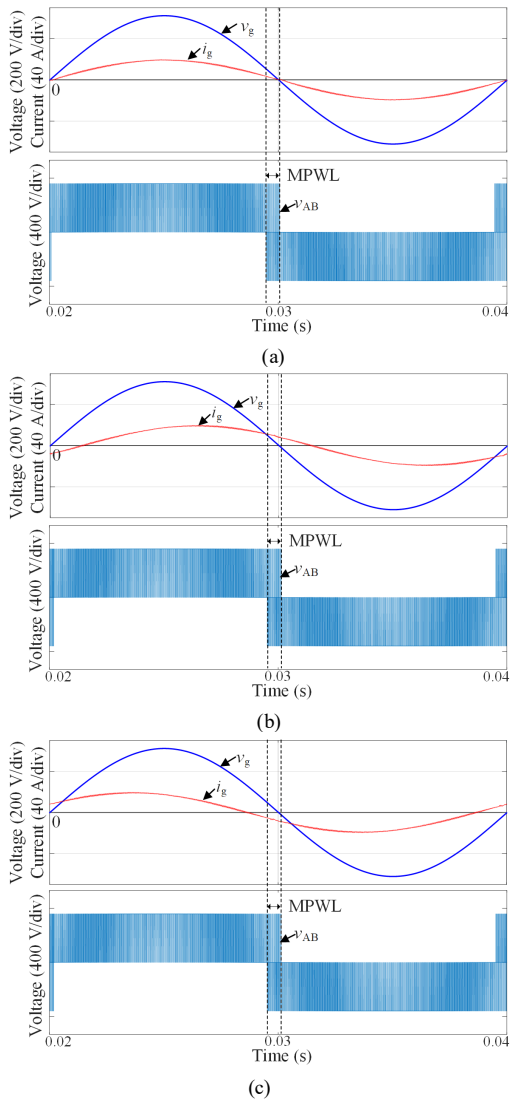 Voltage (200 V/div)
Current (40 A/div)
vg
ig
0
Voltage (400 V/div)
MPWL
vAB
0.02
0.03
0.04
Time (s)
(a)
Voltage (200 V/div)
Current (40 A/div)
vg
ig
0
Voltage (400 V/div)
MPWL
vAB
0.02
0.03
0.04
Time (s)
(b)
Voltage (200 V/div)
Current (40 A/div)
vg
ig
0
Voltage (400 V/div)
MPWL
vAB
0.02
0.03
0.04
Time (s)
(c)